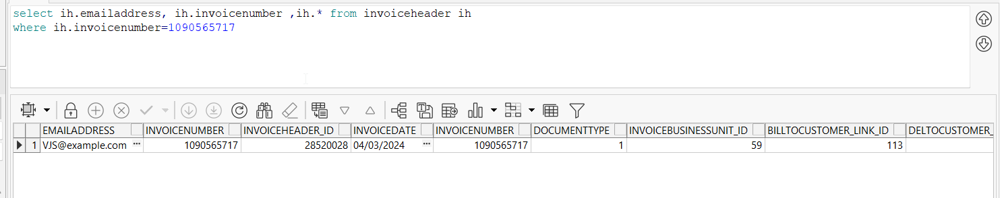 select ih.emailaddress, ih.invoicenumber ,ih.* from invoiceheader ih
where ih.invoicenumber=1090565717
EMAILADDRESS INVOICENUMBER INVOICEHEADER_ID INVOICEDATE INVOICENUMBER DOCUMENTTYPE INVOICEBUSINESSUNIT_ID BILLTOCUSTOMER_LINK_ID DELTOCUSTOMER_
1 VJS@example.com ··· 1090565717 28520028 04/03/2024 ··· 1090565717 1 59 113